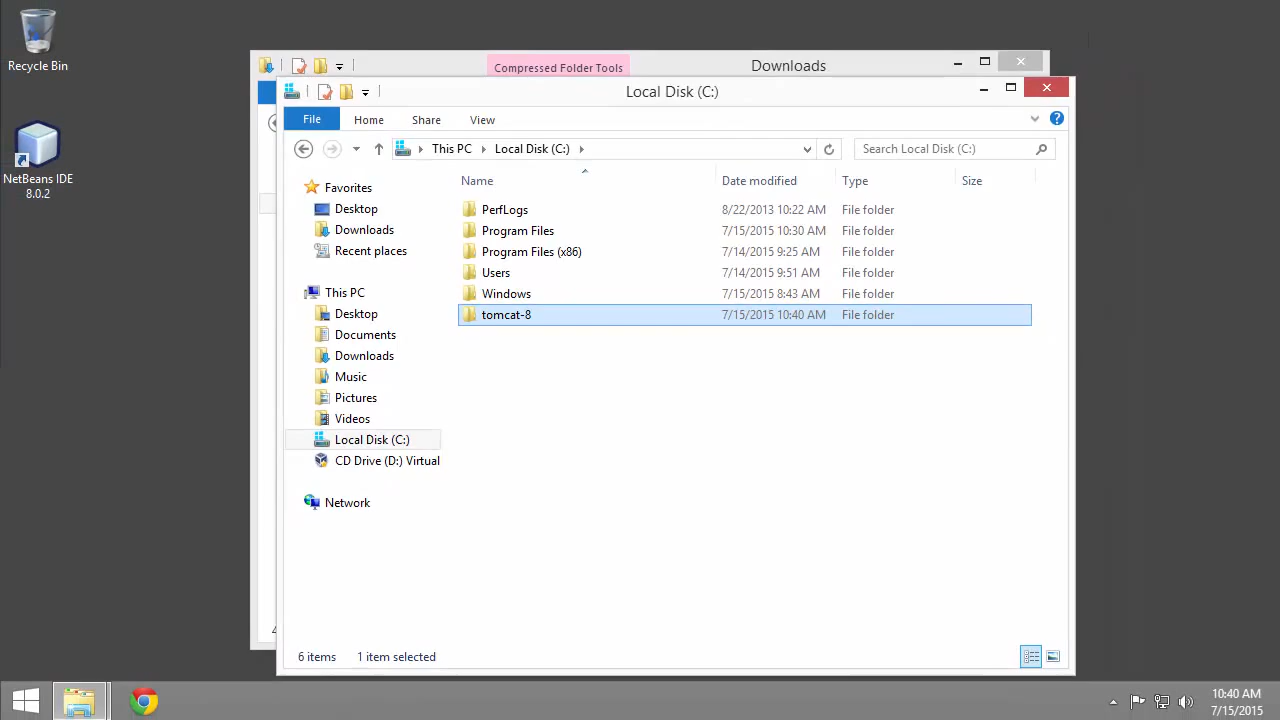 Recycle Bin
NetBeans IDE
8.0.2
Compressed Folder Tools
Downloads
Local Disk (C:)
File
Home
Share
View
This PC
Local Disk (C:)
Search Local Disk (C:)
Name
Date modified
Type
Size
Favorites
Desktop
Downloads
Recent places
This PC
Desktop
Documents
Downloads
Music
Pictures
Videos
Local Disk (C:)
CD Drive (D:) Virtual
Network
PerfLogs 8/22/2013 10:22 AM File folder
Program Files 7/15/2015 10:30 AM File folder
Program Files (x86) 7/14/2015 9:25 AM File folder
Users 7/14/2015 9:51 AM File folder
Windows 7/15/2015 8:43 AM File folder
tomcat-8 7/15/2015 10:40 AM File folder
6 items
1 item selected
10:40 AM
7/15/2015